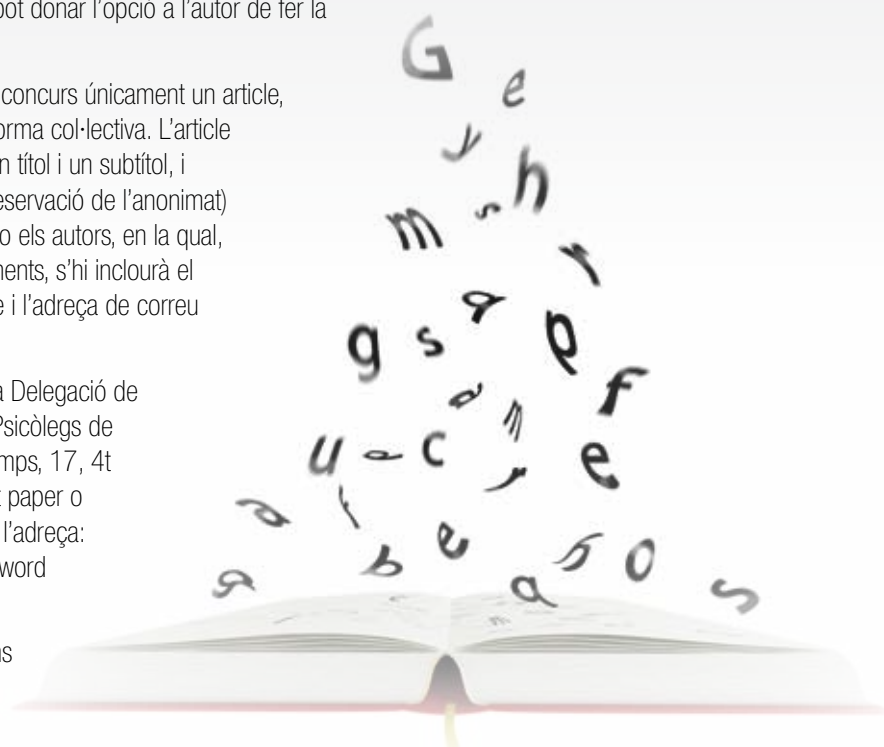 pot donar l'opció a l'autor de fer la
concurs únicament un article,
orma col·lectiva. L'article
n títol i un subtítol, i
eservació de l'anonimat)
o els autors, en la qual,
nents, s'hi inclourà el
e i l'adreça de correu
a Delegació de
Psicòlegs de
mps, 17, 4t
t paper o
l'adreça:
word
ns
G
e
y
h
m
s
r
a
g
s
p
f
a
m
u
e
c
e
r
a
f
e
b
h
o
a
a
s